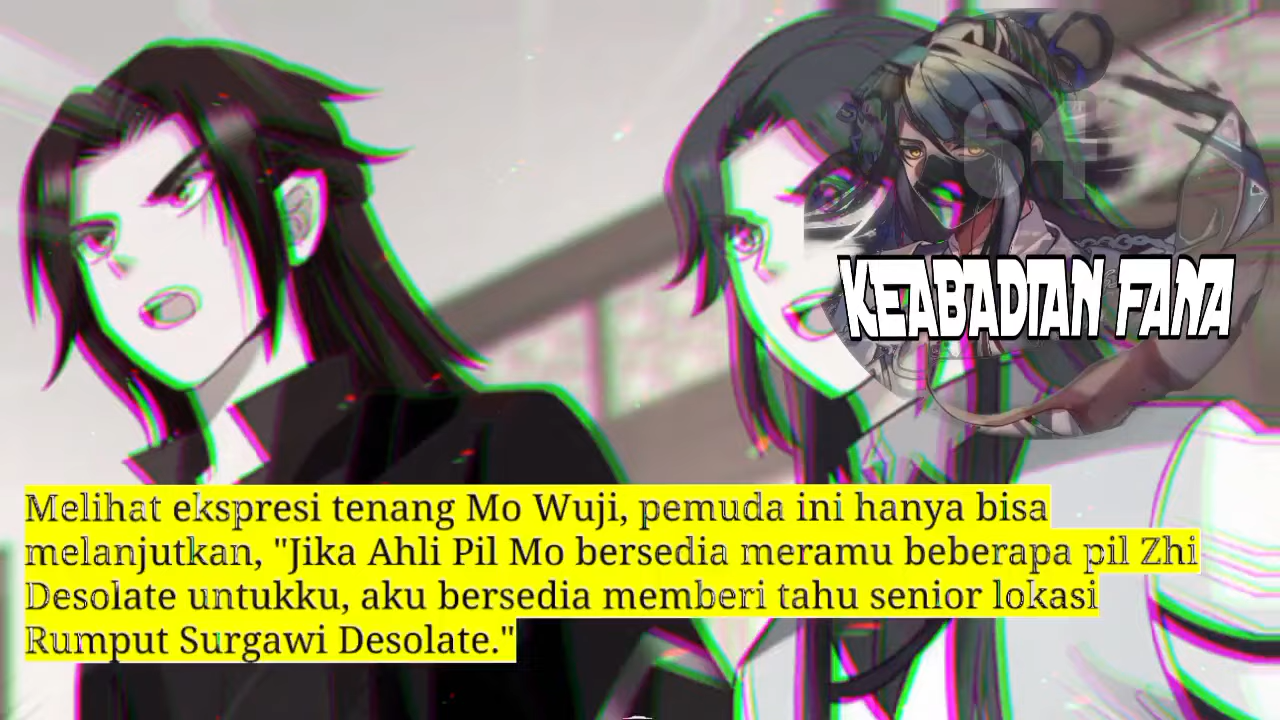 KEABADIAN FANA
Melihat ekspresi tenang Mo Wuji, pemuda ini hanya bisa
melanjutkan, "Jika Ahli Pil Mo bersedia meramu beberapa pil Zhi
Desolate untukku, aku bersedia memberi tahu senior lokasi
Rumput Surgawi Desolate."